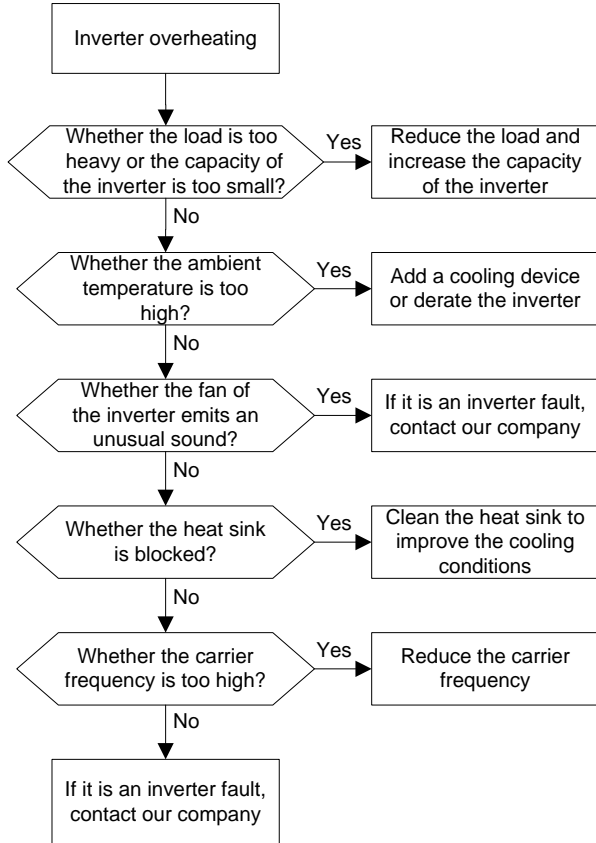 Inverter overheating
Whether the load is too
heavy or the capacity of
the inverter is too small?
Yes
Reduce the load and
increase the capacity
of the inverter
No
Whether the ambient
temperature is too
high?
Yes
Add a cooling device
or derate the inverter
No
Whether the fan of
the inverter emits an
unusual sound?
Yes
If it is an inverter fault,
contact our company
No
Whether the heat sink
is blocked?
Yes
Clean the heat sink to
improve the cooling
conditions
No
Whether the carrier
frequency is too high?
Yes
Reduce the carrier
frequency
No
If it is an inverter fault,
contact our company